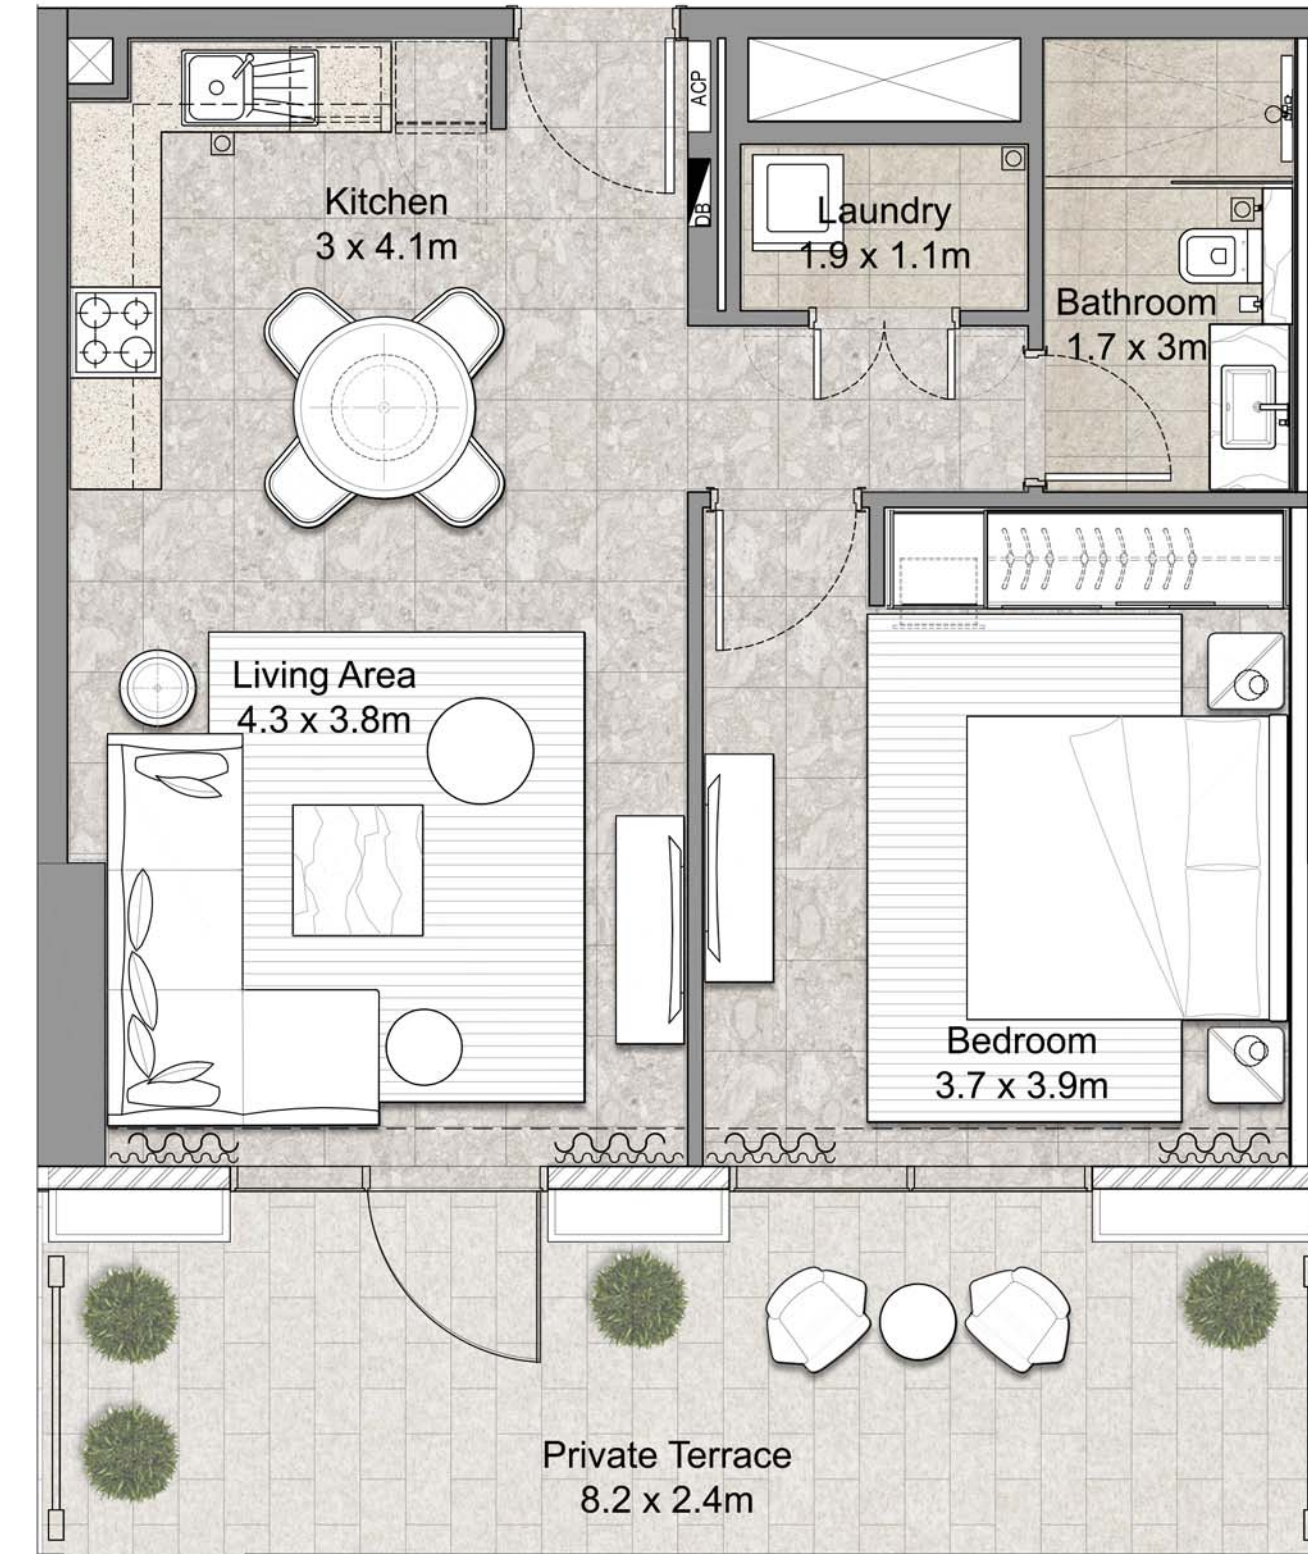 ACP
DB
Kitchen
3 x 4.1m
Laundry
1.9 x 1.1m
Bathroom
1.7 x 3m
Living Area
4.3 x 3.8m
Bedroom
3.7 x 3.9m
Private Terrace
8.2 x 2.4m